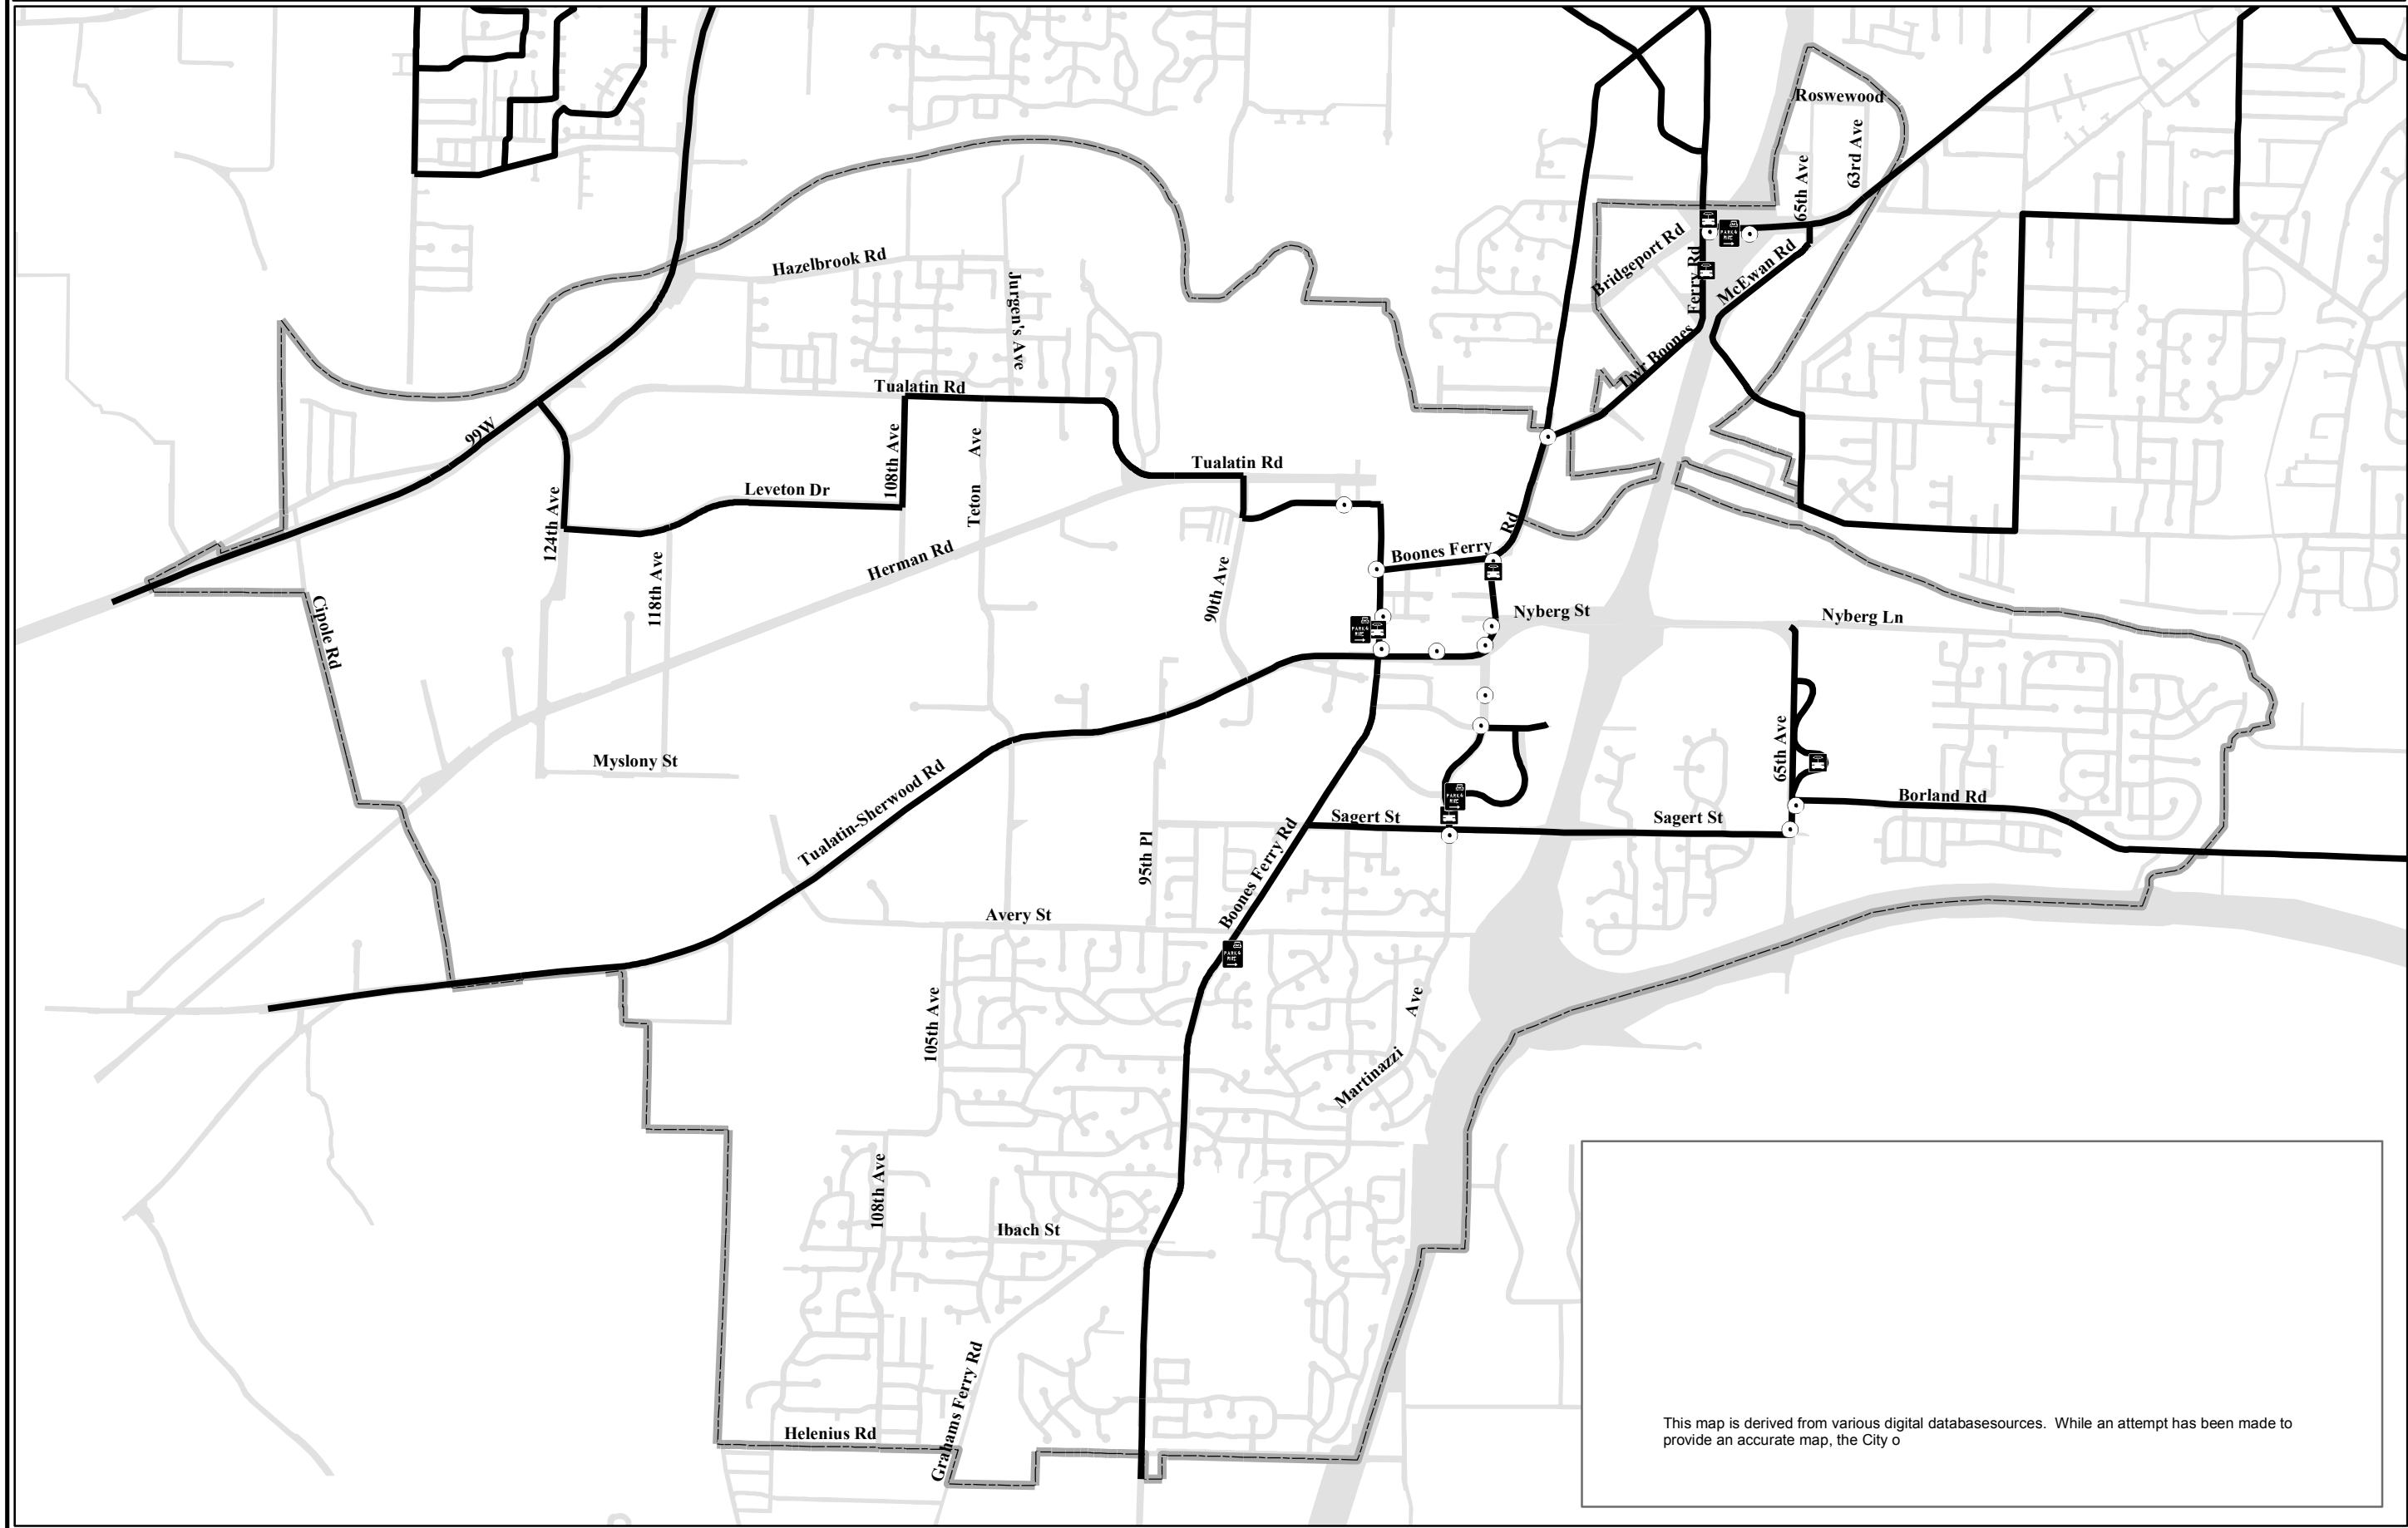 Roswewood
63rd Ave
65th Ave
Bridgeport Rd
Ferry Rd
McEwan Rd
Hazelbrook Rd
Jurgen's Ave
Uwr Boones
Tualatin Rd
99W
108th Ave
Teton Ave
Tualatin Rd
Leveton Dr
124th Ave
Rd
Boones Ferry
Herman Rd
118th Ave
90th Ave
Cipole Rd
Nyberg St
Nyberg Ln
65th Ave
Myslony St
Tualatin-Sherwood Rd
Borland Rd
Sagert St
Sagert St
95th Pl
Boones Ferry Rd
Avery St
105th Ave
Ave
Martinazzi
108th Ave
Ibach St
Grahams Ferry Rd
Helenius Rd
This map is derived from various digital databasesources. While an attempt has been made to
provide an accurate map, the City o